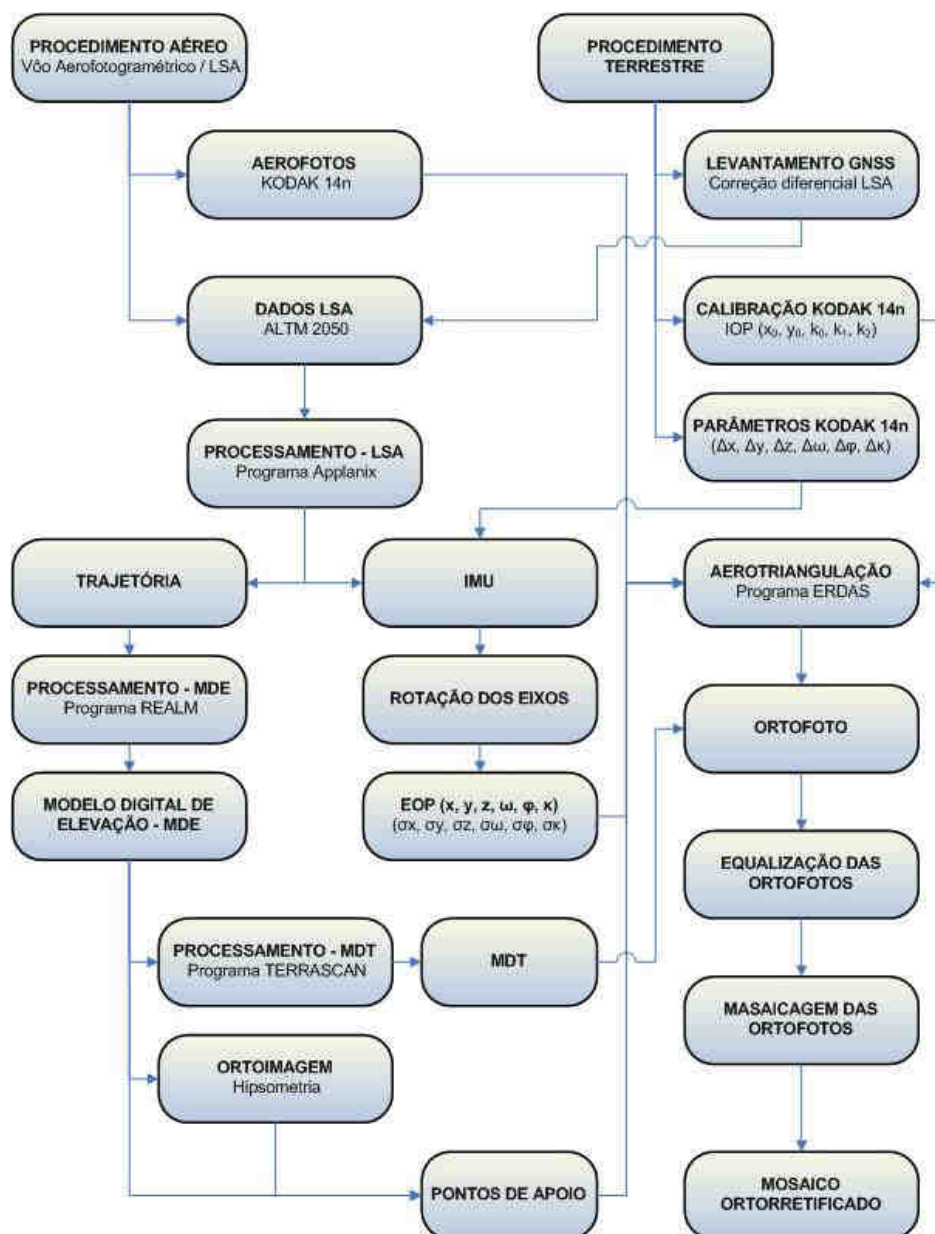 PROCEDIMENTO AÉREO
Vôo Aerofotogramétrico / LSA
PROCEDIMENTO
TERRESTRE
AEROFOTOS
KODAK 14n
LEVANTAMENTO GNSS
Correção diferencial LSA
DADOS LSA
ALTM 2050
CALIBRAÇÃO KODAK 14n
IOP (x₀, y₀, k₀, k₁, k₂)
PROCESSAMENTO - LSA
Programa Applanix
PARÂMETROS KODAK 14n
(Δx, Δy, Δz, Δω, Δφ, Δκ)
TRAJETÓRIA
IMU
AEROTRIANGULAÇÃO
Programa ERDAS
PROCESSAMENTO - MDE
Programa REALM
ROTAÇÃO DOS EIXOS
ORTOFOTO
MODELO DIGITAL DE
ELEVAÇÃO - MDE
EOP (x, y, z, ω, φ, κ)
(σx, σy, σz, σω, σφ, σκ)
EQUALIZAÇÃO DAS
ORTOFOTOS
PROCESSAMENTO - MDT
Programa TERRASCAN
MDT
MASAICAGEM DAS
ORTOFOTOS
ORTOIMAGEM
Hipsometria
PONTOS DE APOIO
MOSAICO
ORTORRETIFICADO